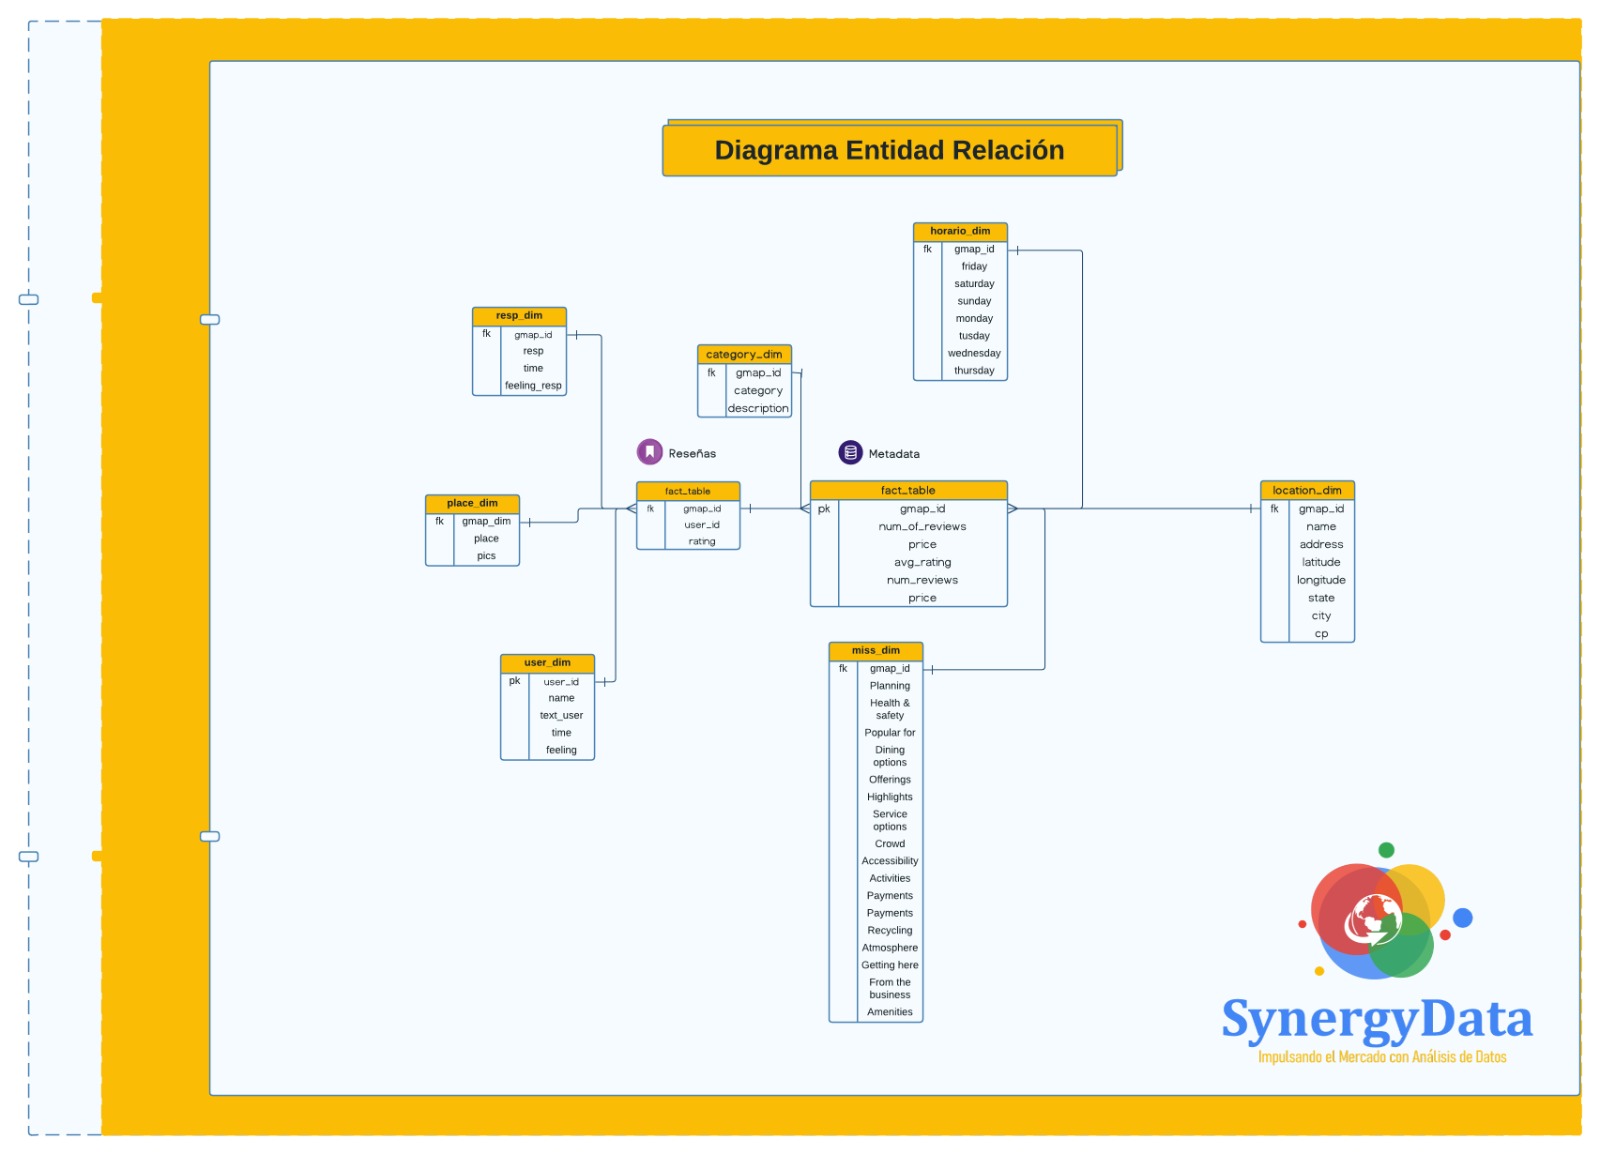 Diagrama Entidad Relación
horario_dim
fk gmap_id
friday
saturday
sunday
monday
tusday
wednesday
thursday
resp_dim
fk gmap_id
resp
time
feeling_resp
category_dim
fk gmap_id
category
description
Reseñas
Metadata
place_dim
fk gmap_dim
place
pics
fact_table
fk gmap_id
user_id
rating
fact_table
pk gmap_id
num_of_reviews
price
avg_rating
num_reviews
price
location_dim
fk gmap_id
name
address
latitude
longitude
state
city
cp
user_dim
pk user_id
name
text_user
time
feeling
miss_dim
fk gmap_id
Planning
Health &
safety
Popular for
Dining
options
Offerings
Highlights
Service
options
Crowd
Accessibility
Activities
Payments
Payments
Recycling
Atmosphere
Getting here
From the
business
Amenities
SynergyData
Impulsando el Mercado con Análisis de Datos